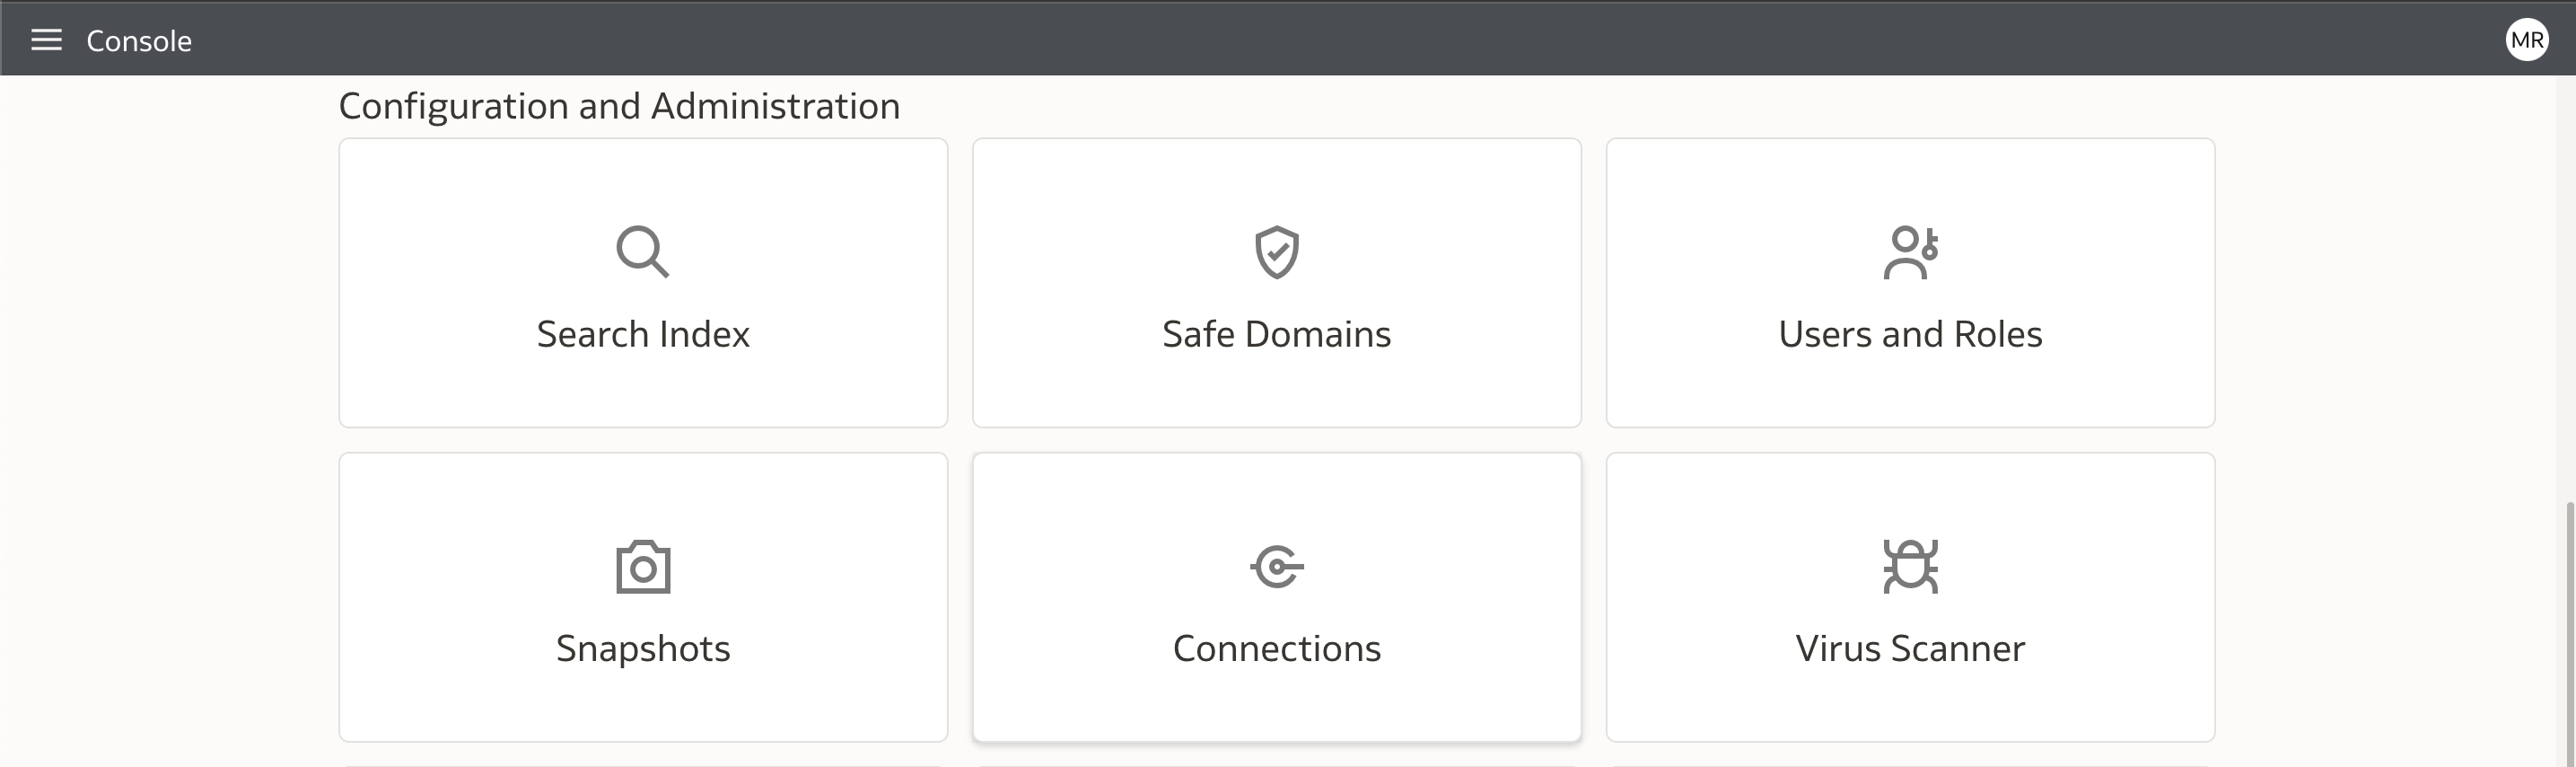 Console
MR
Configuration and Administration
Search Index
Safe Domains
Users and Roles
Snapshots
Connections
Virus Scanner